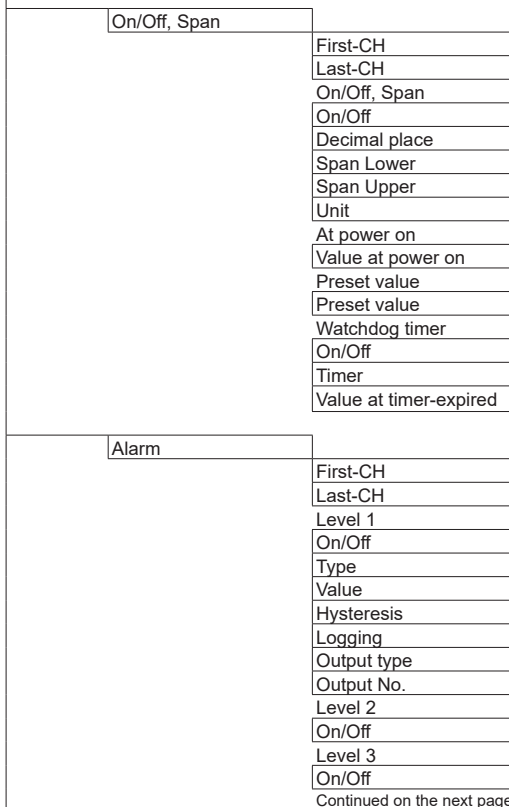 On/Off, Span
First-CH
Last-CH
On/Off, Span
On/Off
Decimal place
Span Lower
Span Upper
Unit
At power on
Value at power on
Preset value
Preset value
Watchdog timer
On/Off
Timer
Value at timer-expired
Alarm
First-CH
Last-CH
Level 1
On/Off
Type
Value
Hysteresis
Logging
Output type
Output No.
Level 2
On/Off
Level 3
On/Off
Continued on the next page